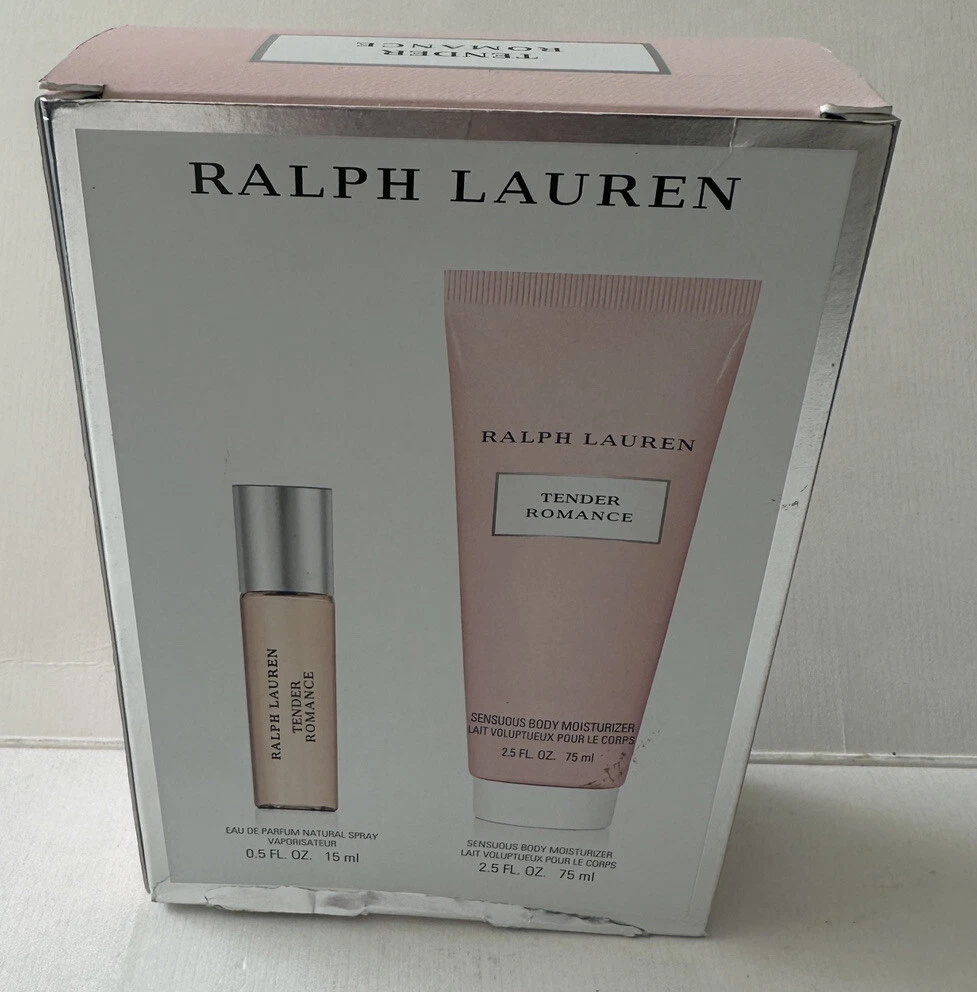 TENDER
ROMANCE
RALPH LAUREN
RALPH LAUREN
TENDER
ROMANCE
SENSUOUS BODY MOISTURIZER
LAIT VOLUPTUEUX POUR LE CORPS
2.5 FL. OZ. 75 ml
RALPH LAUREN
TENDER
ROMANCE
EAU DE PARFUM NATURAL SPRAY
VAPORISATEUR
0.5 FL. OZ. 15 ml
SENSUOUS BODY MOISTURIZER
LAIT VOLUPTUEUX POUR LE CORPS
2.5 FL. OZ. 75 ml